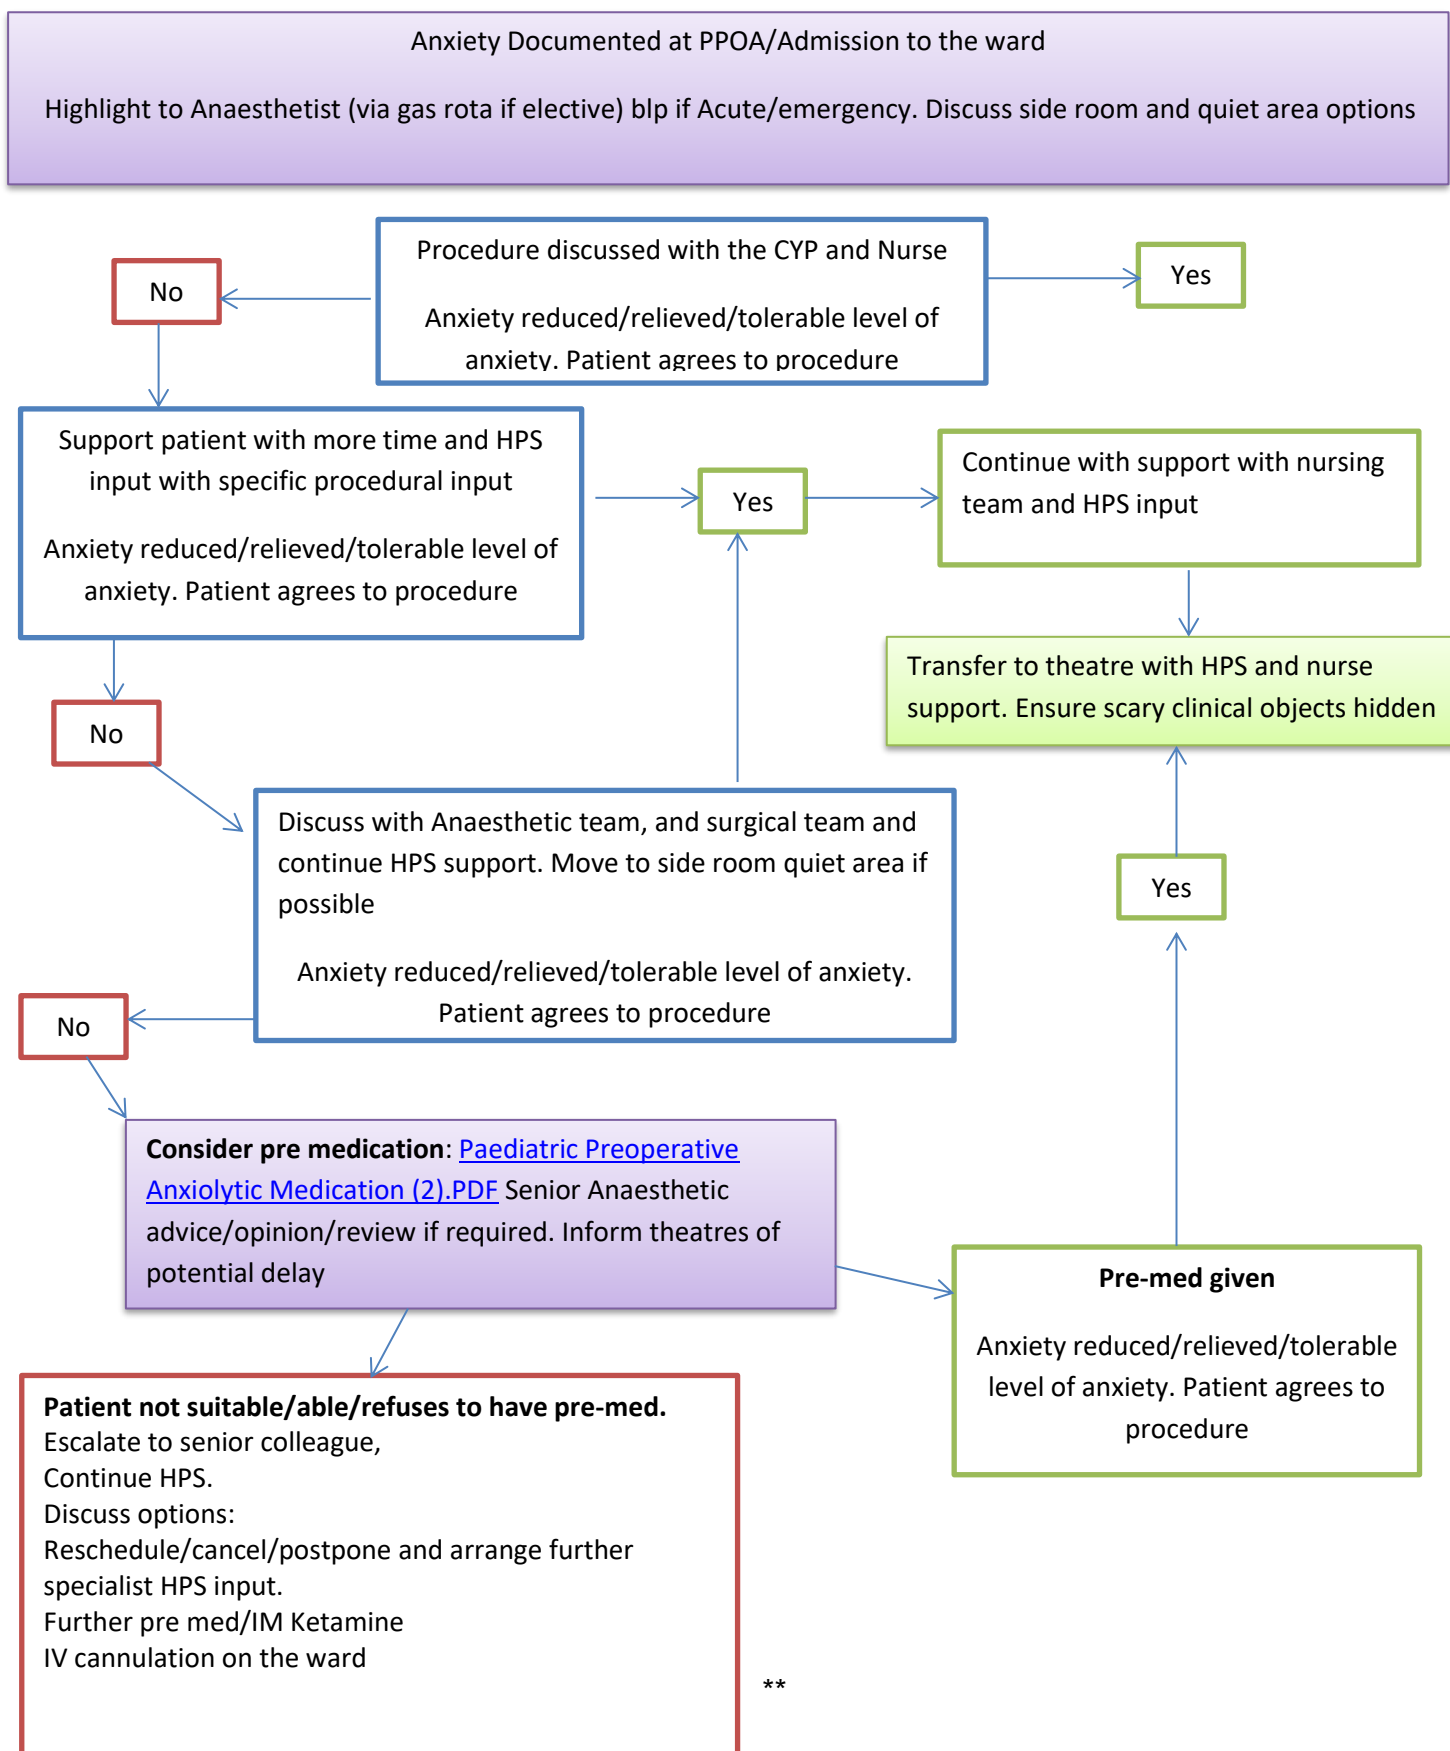 Anxiety Documented at PPOA/Admission to the ward
Highlight to Anaesthetist (via gas rota if elective) blp if Acute/emergency. Discuss side room and quiet area options
Procedure discussed with the CYP and Nurse
Anxiety reduced/relieved/tolerable level of
anxiety. Patient agrees to procedure
No
Yes
Support patient with more time and HPS
input with specific procedural input
Anxiety reduced/relieved/tolerable level of
anxiety. Patient agrees to procedure
Yes
Continue with support with nursing
team and HPS input
Transfer to theatre with HPS and nurse
support. Ensure scary clinical objects hidden
No
Discuss with Anaesthetic team, and surgical team and
continue HPS support. Move to side room quiet area if
possible
Anxiety reduced/relieved/tolerable level of anxiety.
Patient agrees to procedure
Yes
No
Consider pre medication: Paediatric Preoperative
Anxiolytic Medication (2).PDF Senior Anaesthetic
advice/opinion/review if required. Inform theatres of
potential delay
Pre-med given
Anxiety reduced/relieved/tolerable
level of anxiety. Patient agrees to
procedure
Patient not suitable/able/refuses to have pre-med.
Escalate to senior colleague,
Continue HPS.
Discuss options:
Reschedule/cancel/postpone and arrange further
specialist HPS input.
Further pre med/IM Ketamine
IV cannulation on the ward
**